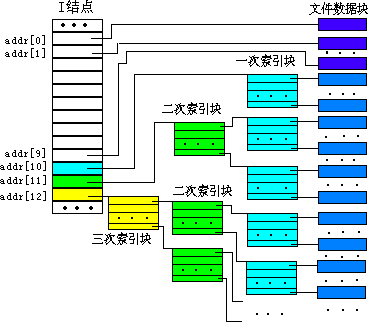 I结点
文件数据块
addr[0]
addr[1]
一次索引块
二次索引块
addr[9]
addr[10]
addr[11]
addr[12]
二次索引块
三次索引块